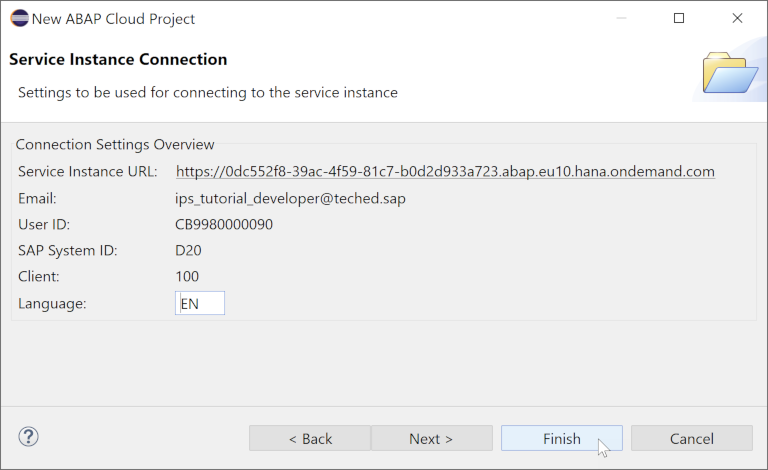 New ABAP Cloud Project
Service Instance Connection
Settings to be used for connecting to the service instance
Connection Settings Overview
Service Instance URL: https://0dc552f8-39ac-4f59-81c7-b0d2d933a723.abap.eu10.hana.ondemand.com
Email: ips_tutorial_developer@teched.sap
User ID: CB9980000090
SAP System ID: D20
Client: 100
Language: EN
? < Back Next > Finish Cancel